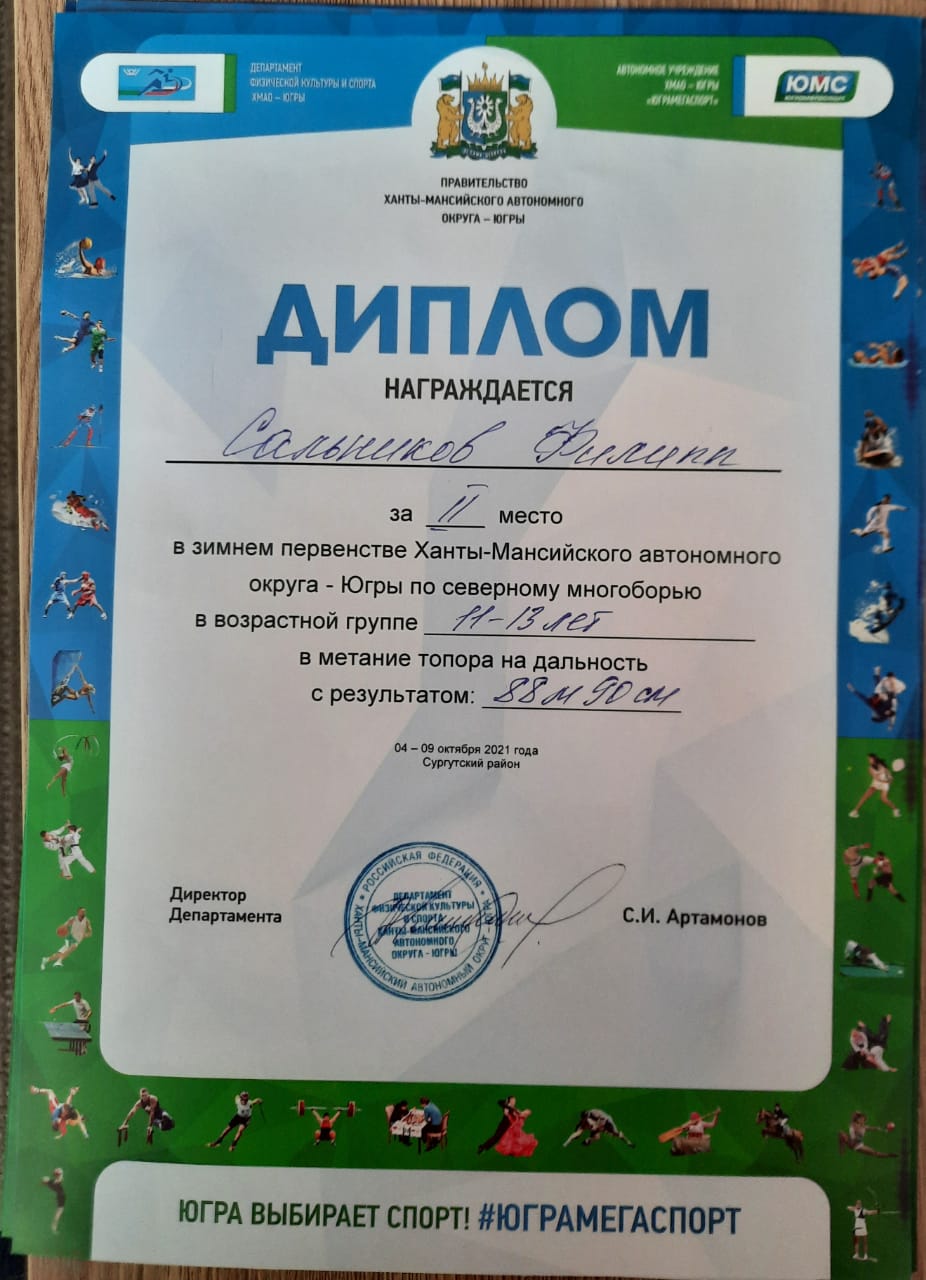 ДЕПАРТАМЕНТ
ФИЗИЧЕСКОЙ КУЛЬТУРЫ И СПОРТА
ХМАО – ЮГРЫ
АВТОНОМНОЕ УЧРЕЖДЕНИЕ
ХМАО – ЮГРЫ
«ЮГРАМЕГАСПОРТ»
ЮМС
ЮГРАМЕГАСПОРТ
ПРАВИТЕЛЬСТВО
ХАНТЫ-МАНСИЙСКОГО АВТОНОМНОГО
ОКРУГА – ЮГРЫ
ДИПЛОМ
НАГРАЖДАЕТСЯ
Сальников Филипп
за II место
в зимнем первенстве Ханты-Мансийского автономного
округа - Югры по северному многоборью
в возрастной группе 11-13 лет
в метание топора на дальность
с результатом: 88 м 90 см
04 – 09 октября 2021 года
Сургутский район
Директор
Департамента
РОССИЙСКАЯ ФЕДЕРАЦИЯ
ХАНТЫ-МАНСИЙСКИЙ АВТОНОМНЫЙ ОКРУГ - ЮГРА
ДЕПАРТАМЕНТ
ФИЗИЧЕСКОЙ КУЛЬТУРЫ
И СПОРТА
ХАНТЫ-МАНСИЙСКОГО
АВТОНОМНОГО
ОКРУГА - ЮГРЫ
С.И. Артамонов
ЮГРА ВЫБИРАЕТ СПОРТ! #ЮГРАМЕГАСПОРТ